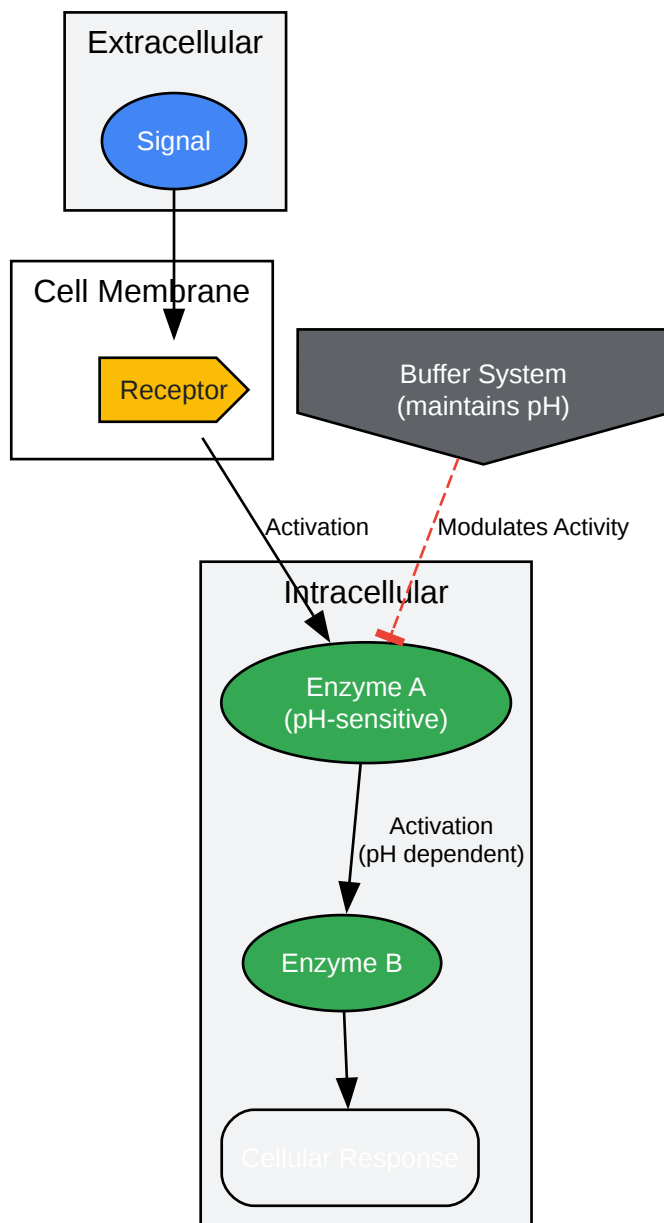 Extracellular
Signal
Cell Membrane
Receptor
Buffer System
(maintains pH)
Activation
Modulates Activity
Intracellular
Enzyme A
(pH-sensitive)
Activation
(pH dependent)
Enzyme B
Cellular Response